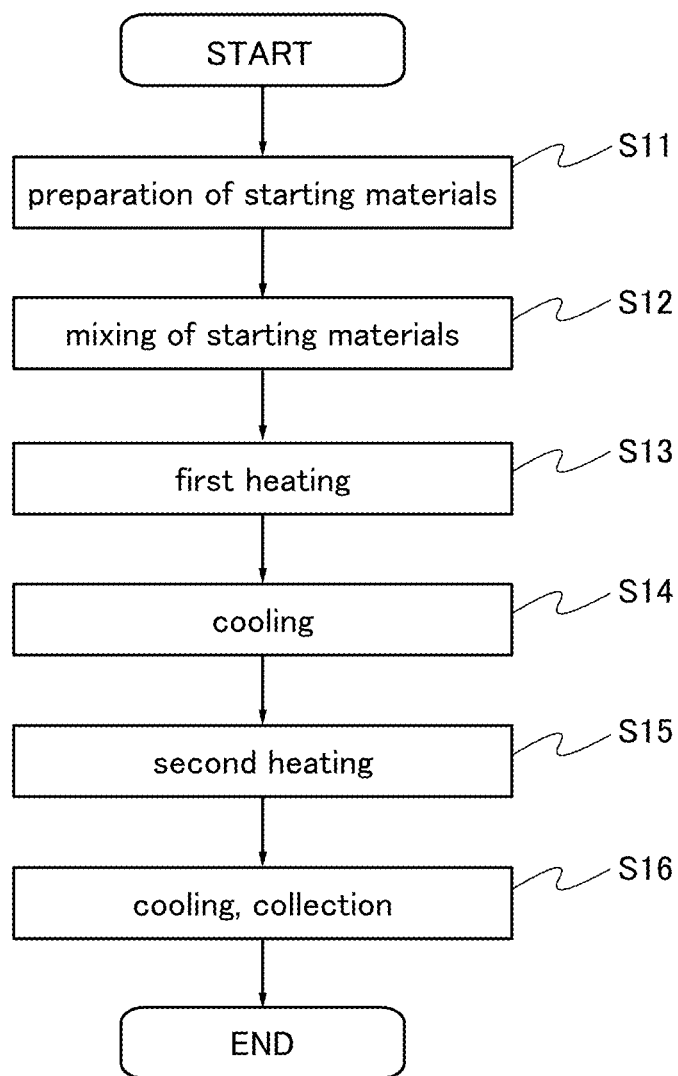 START
S11
preparation of starting materials
S12
mixing of starting materials
S13
first heating
S14
cooling
S15
second heating
S16
cooling, collection
END